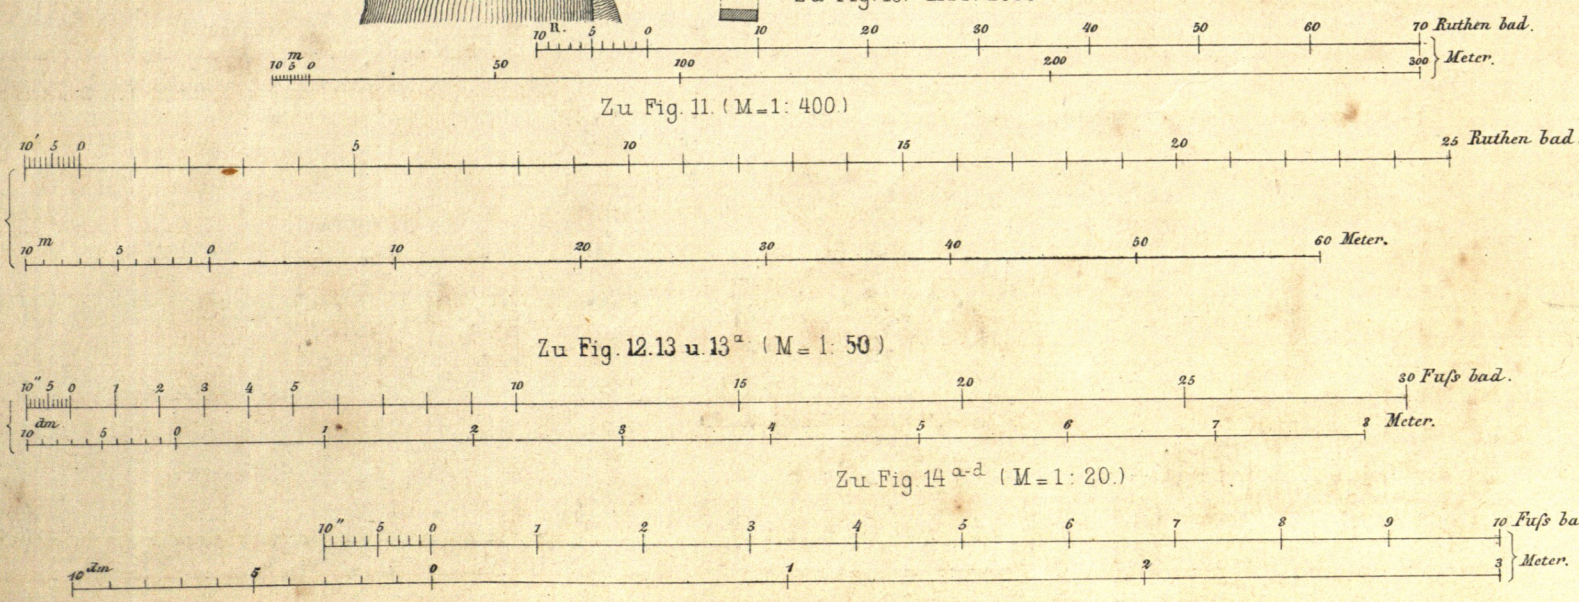 10 R. 5 0 10 20 30 40 50 60 70 Ruthen bad.
10 m 5 0 50 100 200 300 Meter.
Zu Fig. 11. (M=1: 400)
10' 5 0 5 10 15 20 25 Ruthen bad.
10 m 5 0 10 20 30 40 50 60 Meter.
Zu Fig. 12.13 u. 13a (M=1: 50)
10" 5 0 1 2 3 4 5 10 15 20 25 30 Fuſs bad.
10 dm 5 0 1 2 3 4 5 6 7 8 Meter.
Zu Fig 14 a-d (M=1: 20.)
10" 5 0 1 2 3 4 5 6 7 8 9 10 Fuſs ba
10 dm 5 0 1 2 3 Meter.